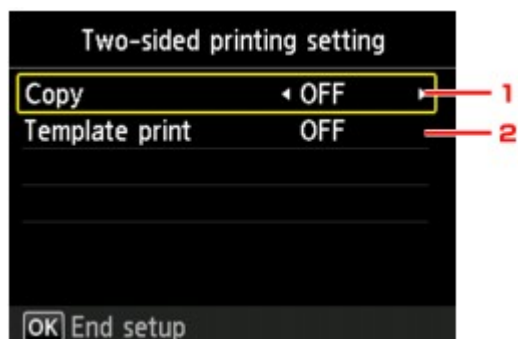 Two-sided printing setting
Copy OFF 1
Template print OFF 2
OK End setup